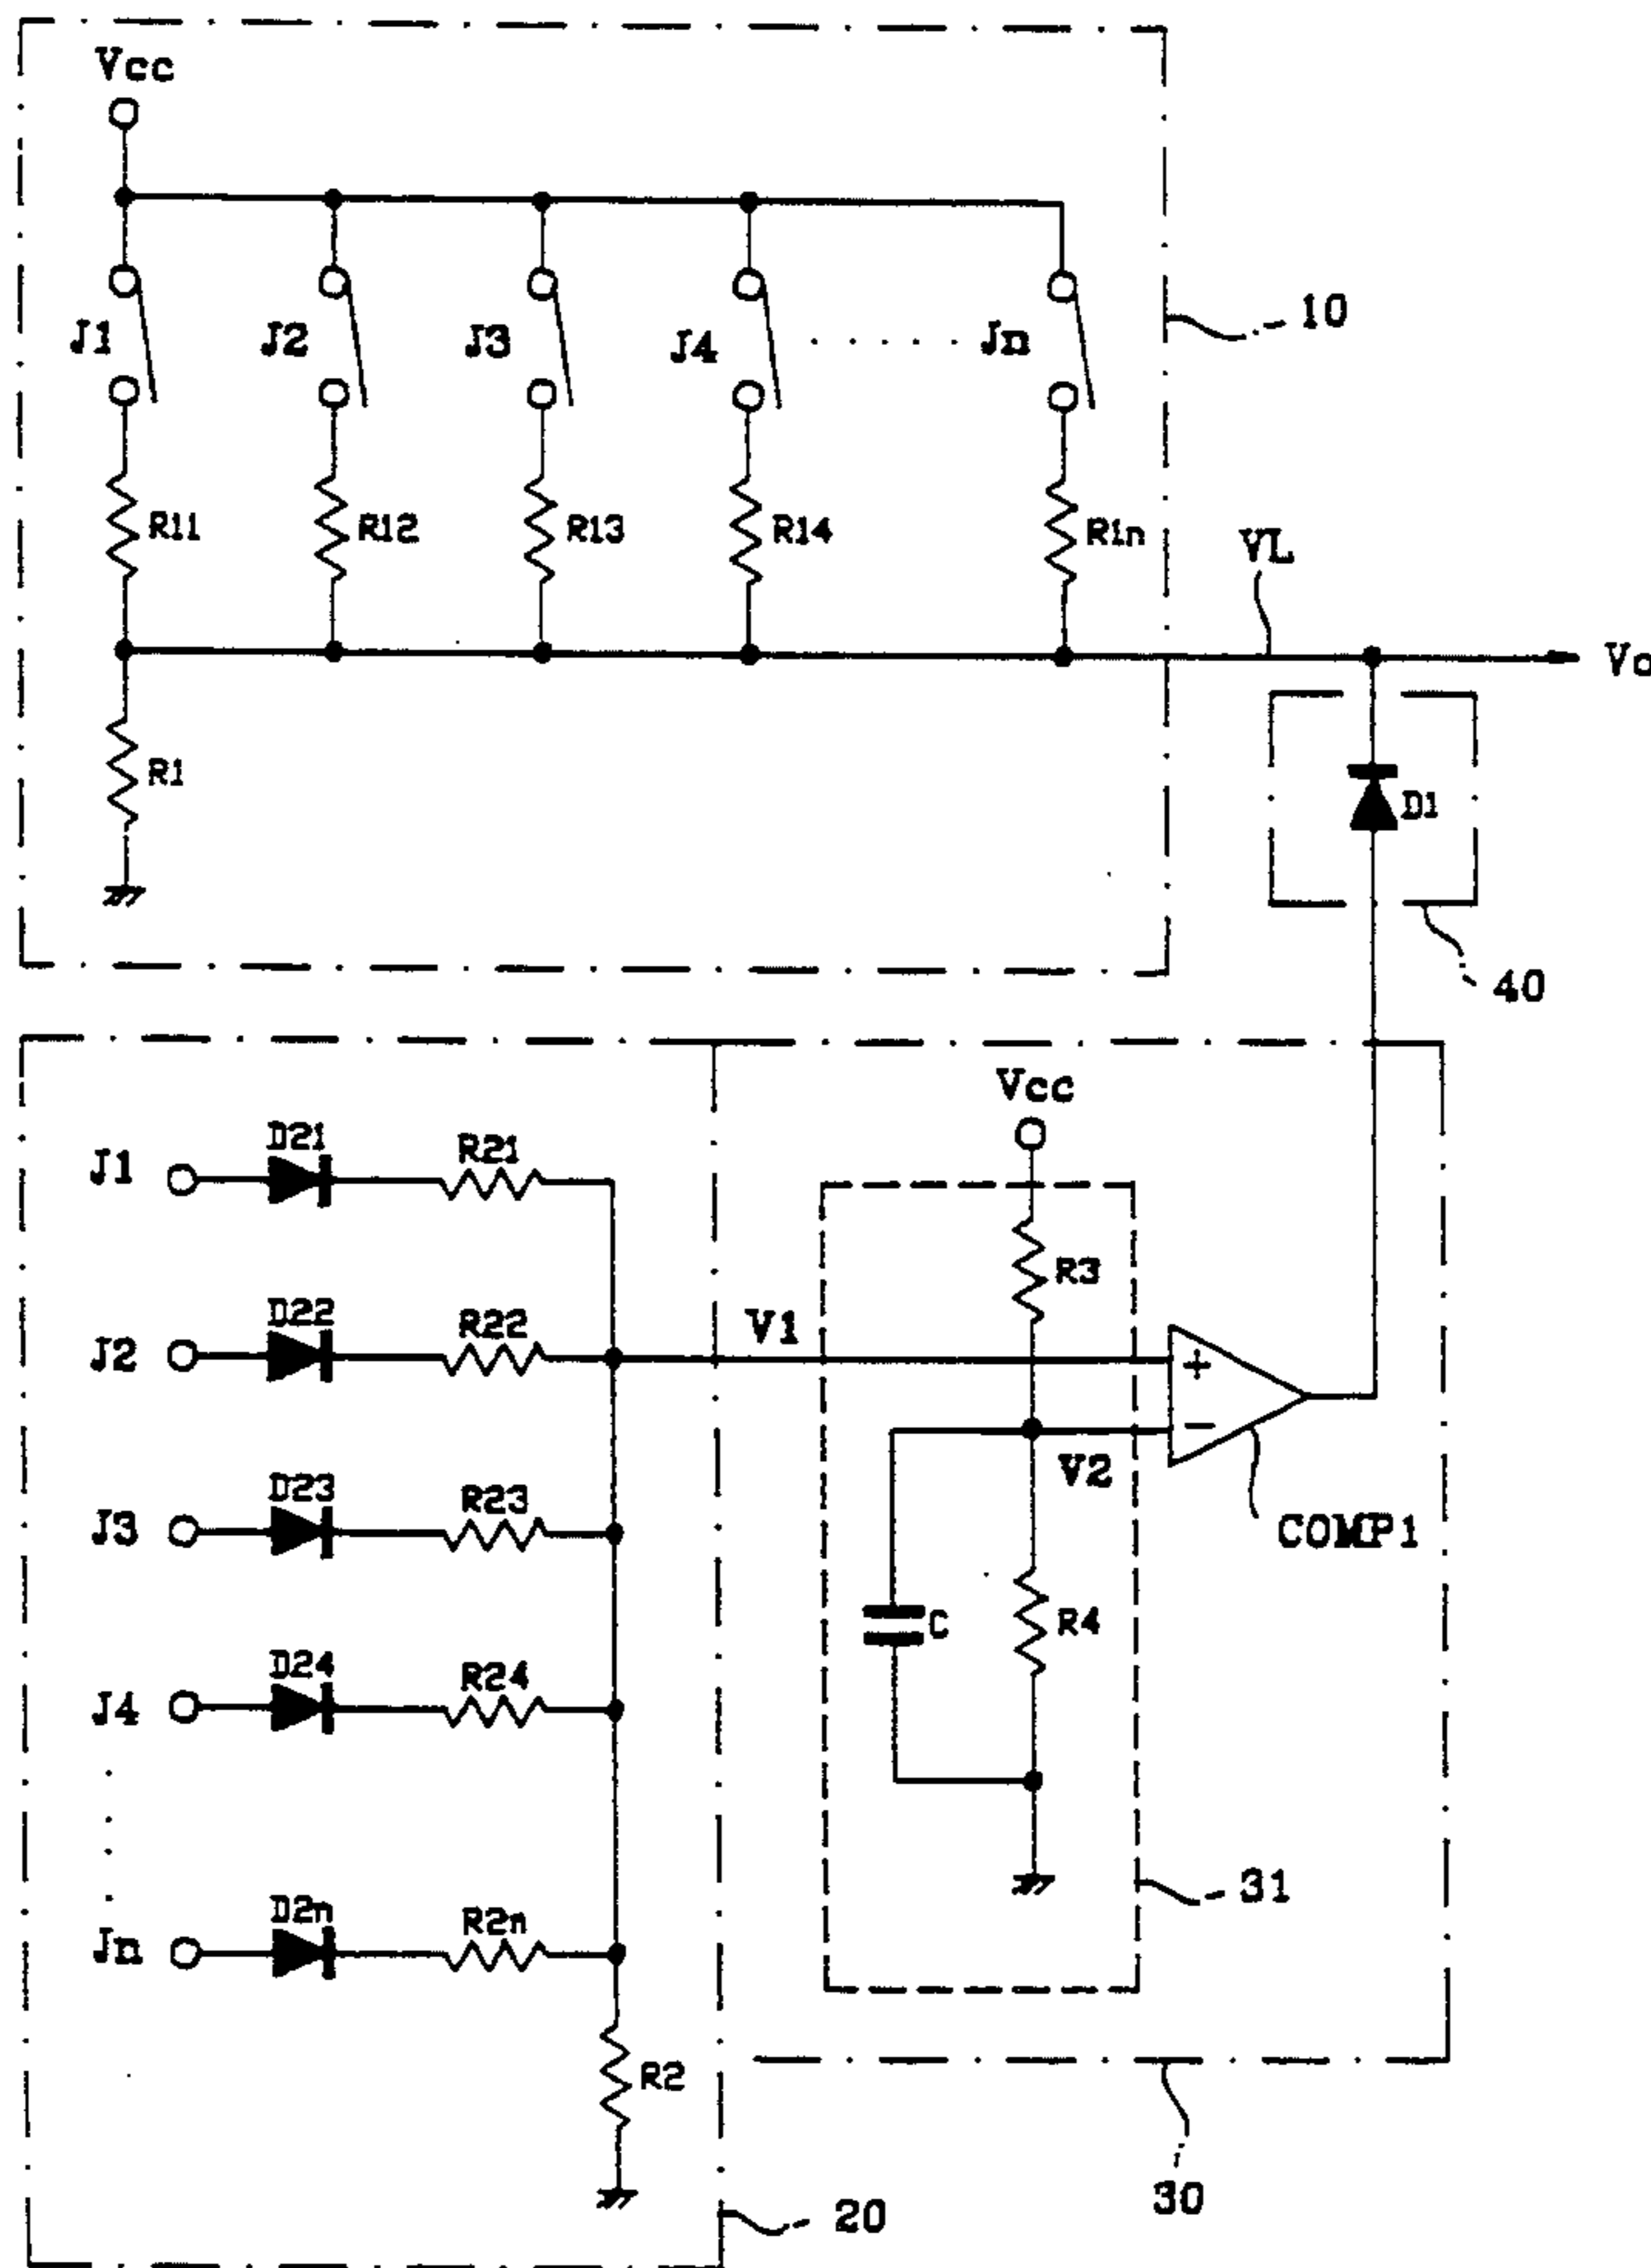 Vcc
J1
J2
J3
J4
. . . . .
Jn
10
R11
R12
R13
R14
R1n
VL
Vo
R1
D1
40
Vcc
J1
D21
R21
R3
J2
D22
R22
V1
+
−
V2
COMP1
J3
D23
R23
C
R4
J4
D24
R24
31
Jn
D2n
R2n
R2
30
20